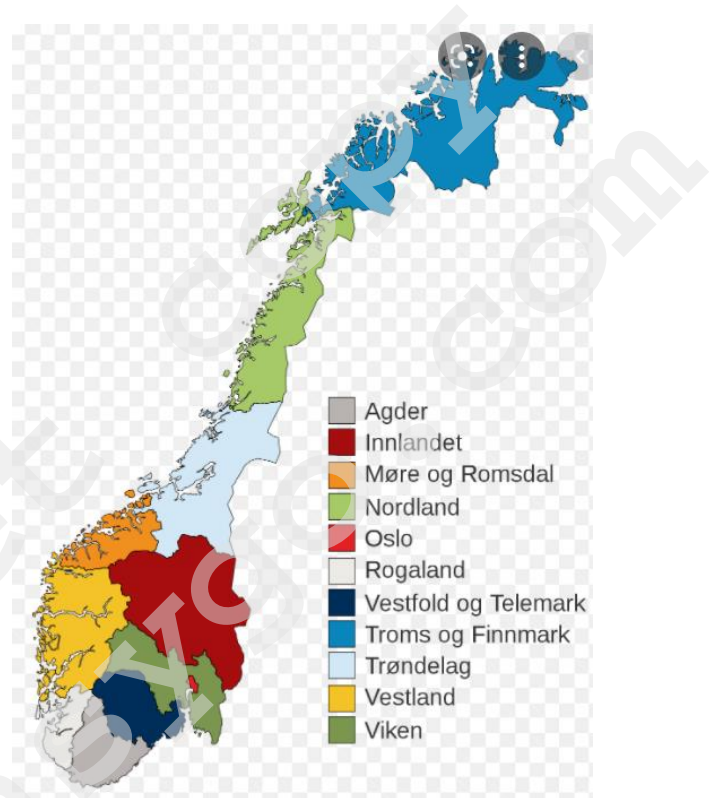 Agder
Innlandet
Møre og Romsdal
Nordland
Oslo
Rogaland
Vestfold og Telemark
Troms og Finnmark
Trøndelag
Vestland
Viken